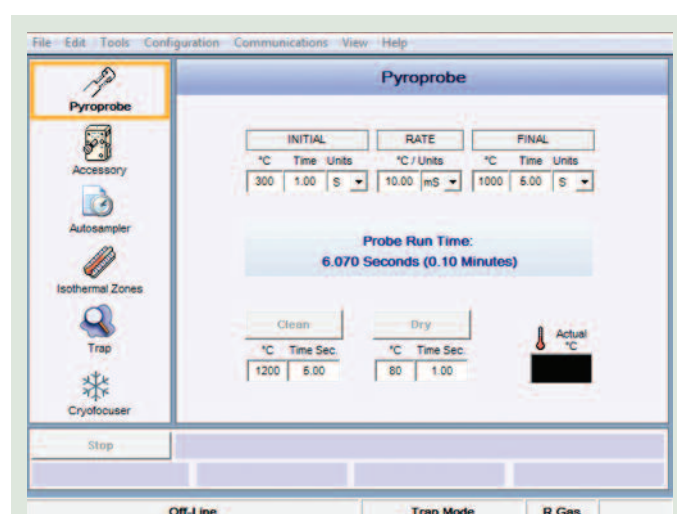 File Edit Tools Configuration Communications View Help
Pyroprobe
Pyroprobe
Accessory
Autosampler
Isothermal Zones
Trap
Cryofocuser
INITIAL RATE FINAL
°C Time Units °C / Units °C Time Units
300 1.00 S 10.00 mS 1000 5.00 S
Probe Run Time:
6.070 Seconds (0.10 Minutes)
Clean Dry
°C Time Sec. °C Time Sec.
1200 5.00 80 1.00
Actual
°C
Stop
Off-Line Trap Mode R Gas